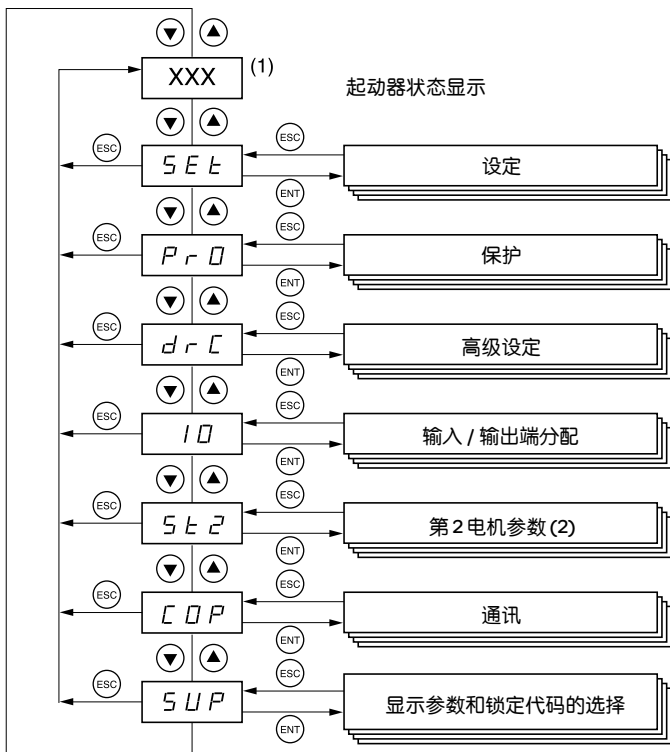 XXX (1)
起动器状态显示
ESC SEt ESC ENT 设定
ESC PrO ESC ENT 保护
ESC drC ESC ENT 高级设定
ESC IO ESC ENT 输入 / 输出端分配
ESC St2 ESC ENT 第2电机参数(2)
ESC COP ESC ENT 通讯
ESC SUP ESC ENT 显示参数和锁定代码的选择